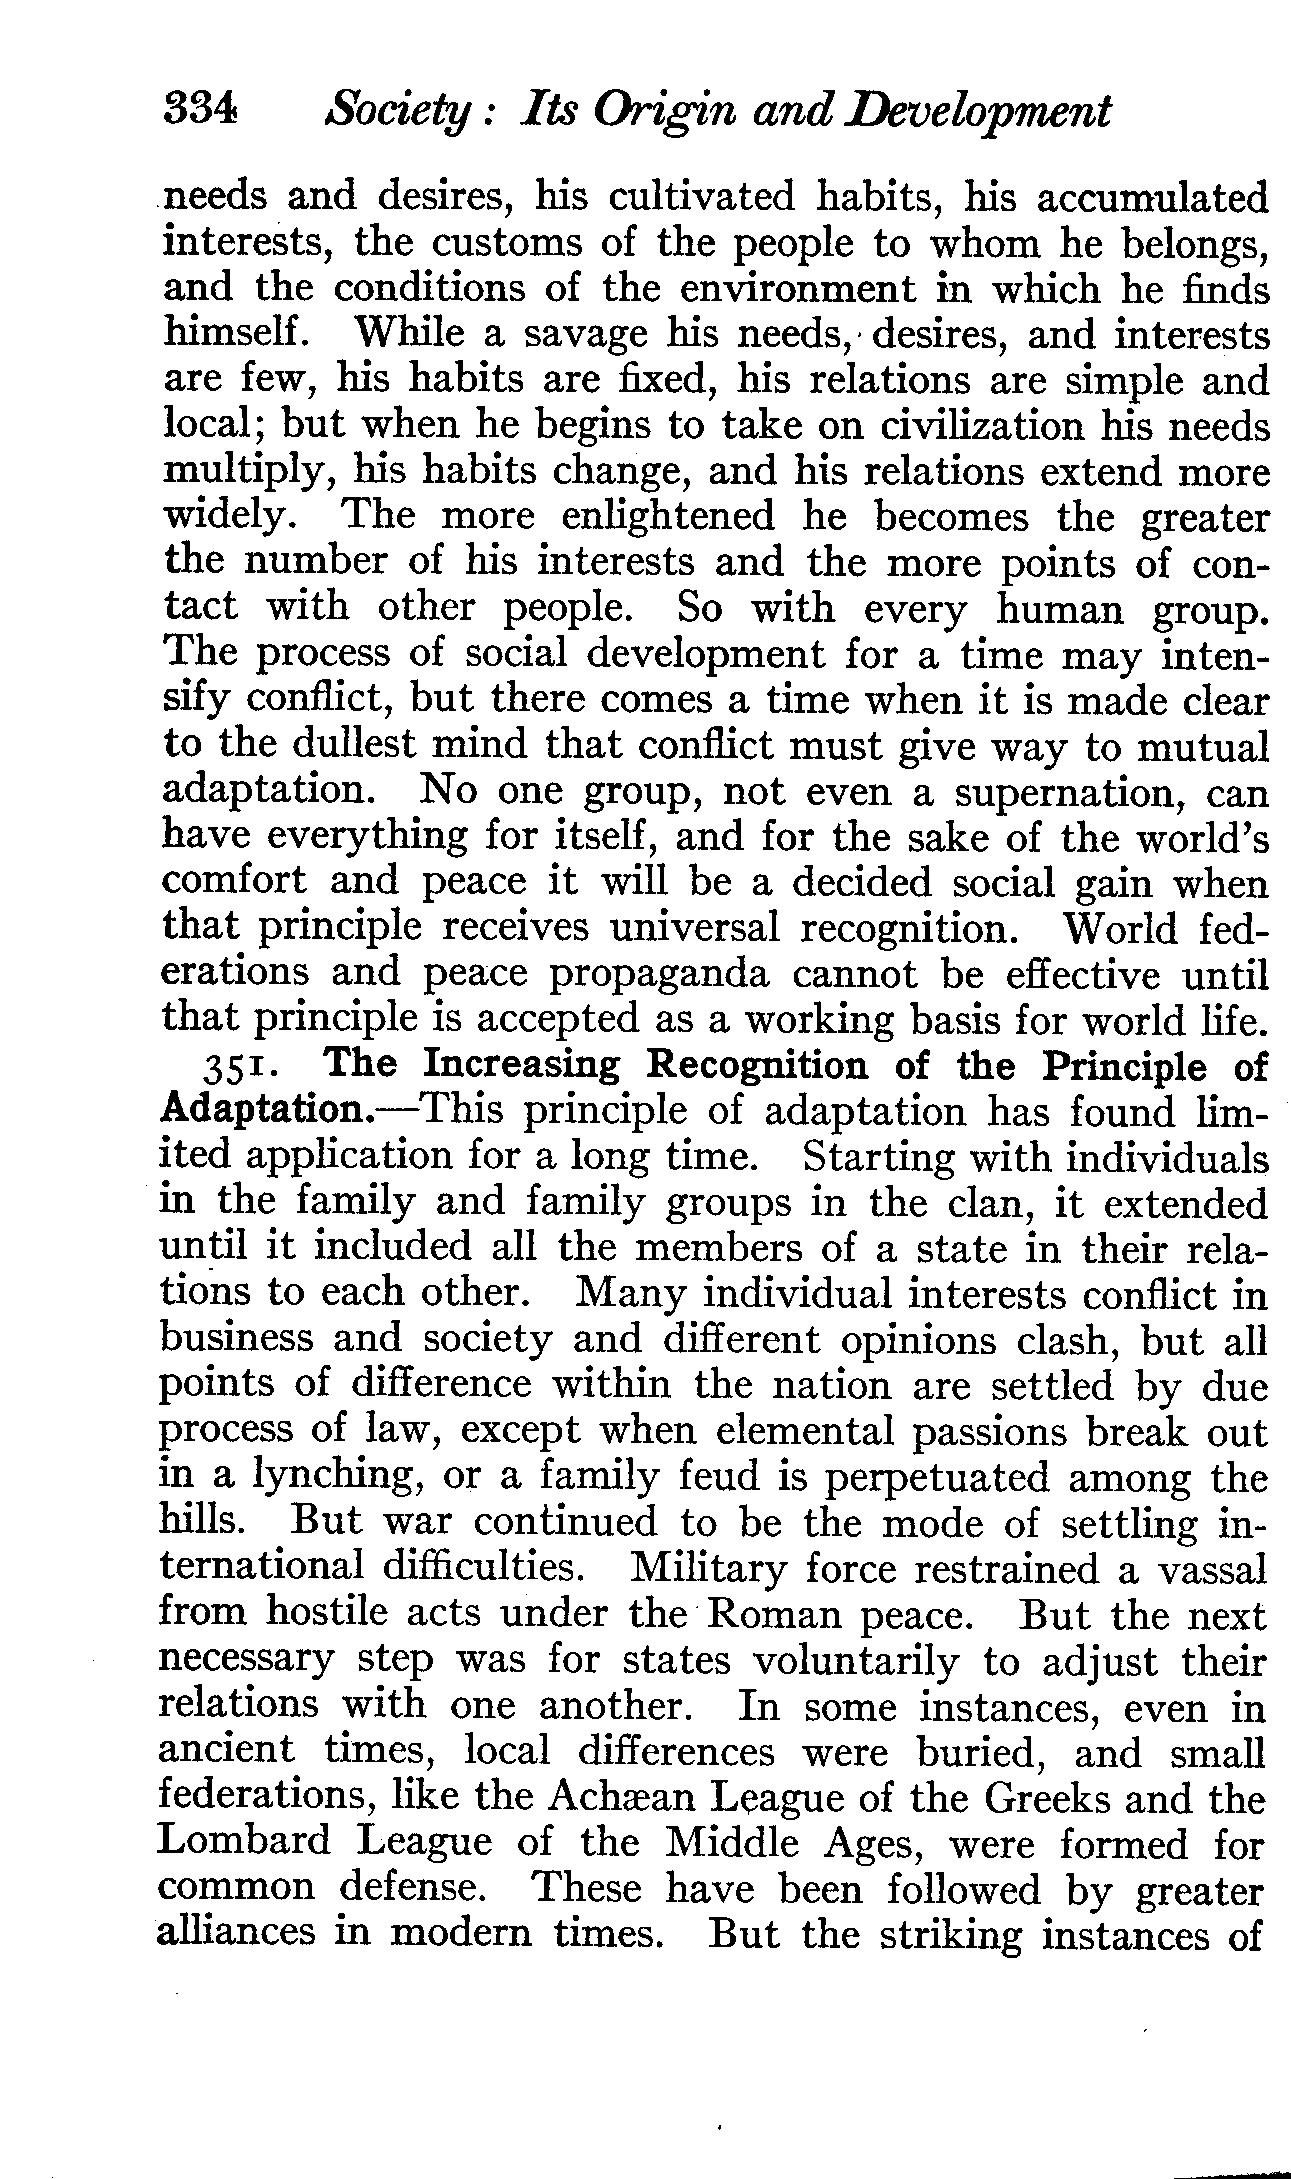 334 Society : Its Origin and Development
needs and desires, his cultivated habits, his accumulated
interests, the customs of the people to whom he belongs,
and the conditions of the environment in which he finds
himself. While a savage his needs, desires, and interests
are few, his habits are fixed, his relations are simple and
local; but when he begins to take on civilization his needs
multiply, his habits change, and his relations extend more
widely. The more enlightened he becomes the greater
the number of his interests and the more points of con-
tact with other people. So with every human group.
The process of social development for a time may inten-
sify conflict, but there comes a time when it is made clear
to the dullest mind that conflict must give way to mutual
adaptation. No one group, not even a supernation, can
have everything for itself, and for the sake of the world's
comfort and peace it will be a decided social gain when
that principle receives universal recognition. World fed-
erations and peace propaganda cannot be effective until
that principle is accepted as a working basis for world life.
351. The Increasing Recognition of the Principle of
Adaptation.—This principle of adaptation has found lim-
ited application for a long time. Starting with individuals
in the family and family groups in the clan, it extended
until it included all the members of a state in their rela-
tions to each other. Many individual interests conflict in
business and society and different opinions clash, but all
points of difference within the nation are settled by due
process of law, except when elemental passions break out
in a lynching, or a family feud is perpetuated among the
hills. But war continued to be the mode of settling in-
ternational difficulties. Military force restrained a vassal
from hostile acts under the Roman peace. But the next
necessary step was for states voluntarily to adjust their
relations with one another. In some instances, even in
ancient times, local differences were buried, and small
federations, like the Achæan League of the Greeks and the
Lombard League of the Middle Ages, were formed for
common defense. These have been followed by greater
alliances in modern times. But the striking instances of